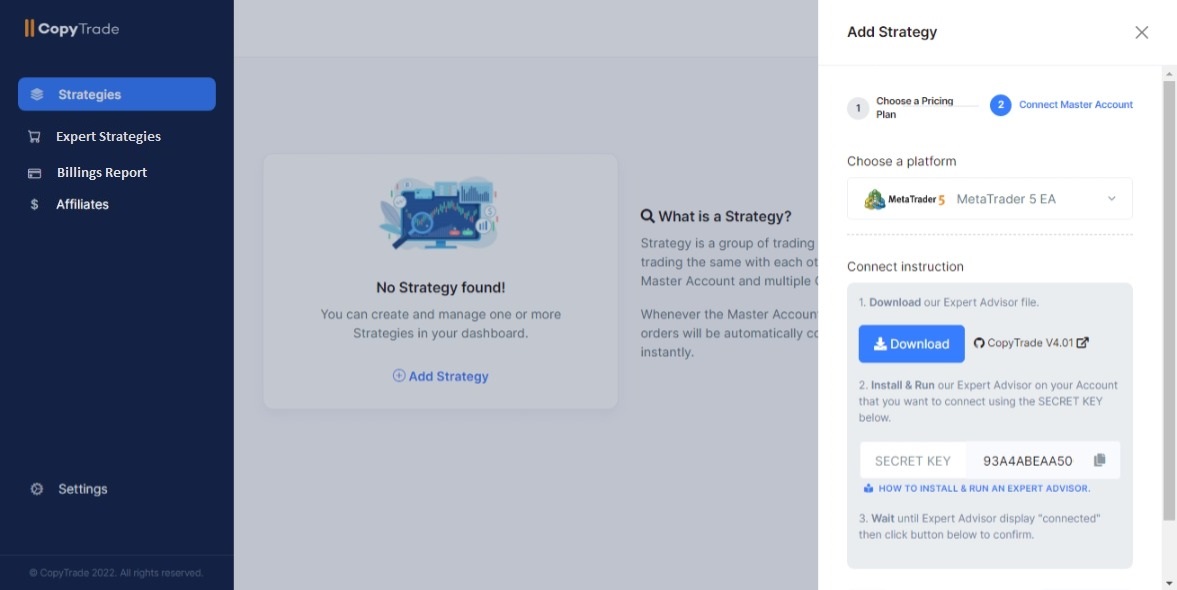 CopyTrade
Strategies
Expert Strategies
Billings Report
Affiliates
Settings
© CopyTrade 2022. All rights reserved.
No Strategy found!
You can create and manage one or more
Strategies in your dashboard.
Add Strategy
What is a Strategy?
Strategy is a group of trading
trading the same with each ot
Master Account and multiple
Whenever the Master Account
orders will be automatically co
instantly.
Add Strategy
1
Choose a Pricing
Plan
2
Connect Master Account
Choose a platform
MetaTrader 5 MetaTrader 5 EA
Connect instruction
1. Download our Expert Advisor file.
Download CopyTrade V4.01
2. Install & Run our Expert Advisor on your Account
that you want to connect using the SECRET KEY
below.
SECRET KEY 93A4ABEAA50
HOW TO INSTALL & RUN AN EXPERT ADVISOR.
3. Wait until Expert Advisor display "connected"
then click button below to confirm.